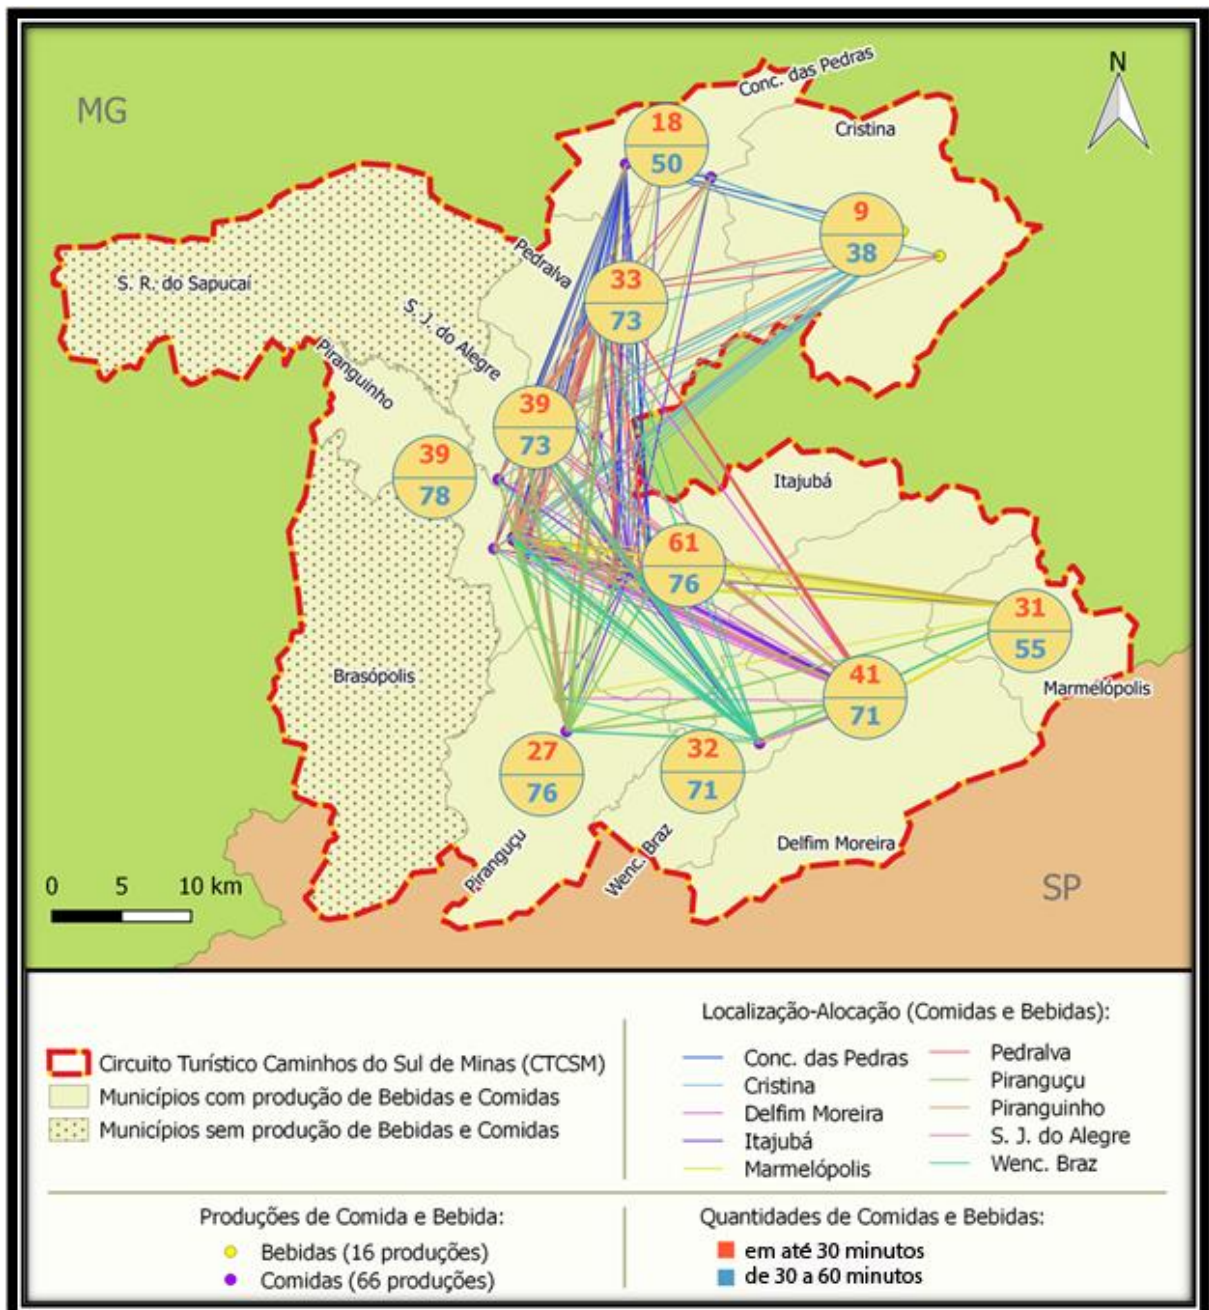 MG
N
Conc. das Pedras
Cristina
18
50
9
38
S. R. do Sapucaí
Pedralva
33
73
S. J. do Alegre
Piranguinho
39
73
39
78
Itajubá
61
76
31
55
Brasópolis
41
71
Marmelópolis
27
76
32
71
Piranguçu
Wenc. Braz
Delfim Moreira
0 5 10 km
SP
Circuito Turístico Caminhos do Sul de Minas (CTCSM)
Municípios com produção de Bebidas e Comidas
Municípios sem produção de Bebidas e Comidas
Localização-Alocação (Comidas e Bebidas):
Conc. das Pedras
Cristina
Delfim Moreira
Itajubá
Marmelópolis
Pedralva
Piranguçu
Piranguinho
S. J. do Alegre
Wenc. Braz
Produções de Comida e Bebida:
Bebidas (16 produções)
Comidas (66 produções)
Quantidades de Comidas e Bebidas:
em até 30 minutos
de 30 a 60 minutos